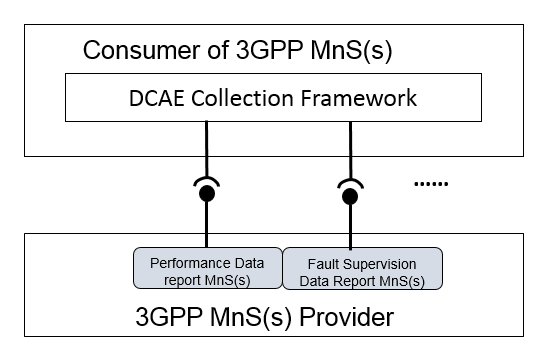 Consumer of 3GPP MnS(s)
DCAE Collection Framework
......
Performance Data
report MnS(s)
Fault Supervision
Data Report MnS(s)
3GPP MnS(s) Provider